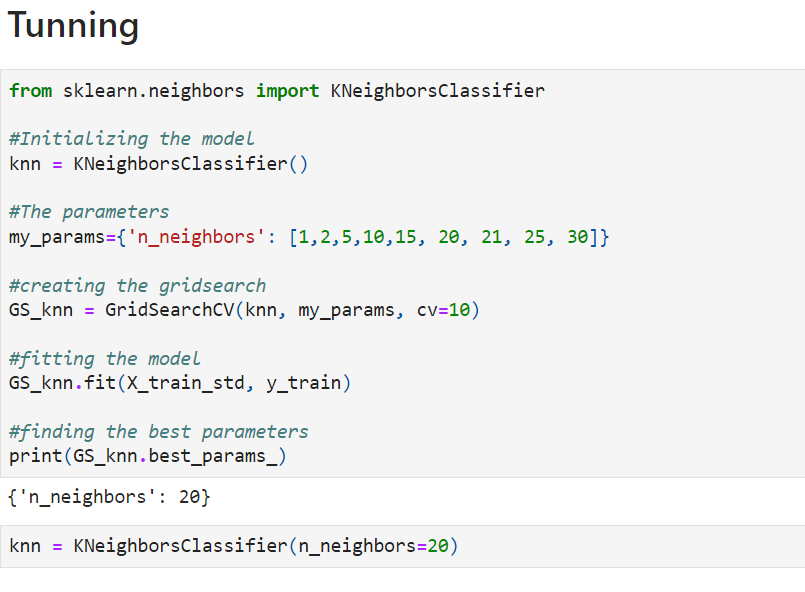 Tunning
from sklearn.neighbors import KNeighborsClassifier
#Initializing the model
knn = KNeighborsClassifier()
#The parameters
my_params={'n_neighbors': [1,2,5,10,15, 20, 21, 25, 30]}
#creating the gridsearch
GS_knn = GridSearchCV(knn, my_params, cv=10)
#fitting the model
GS_knn.fit(X_train_std, y_train)
#finding the best parameters
print(GS_knn.best_params_)
{'n_neighbors': 20}
knn = KNeighborsClassifier(n_neighbors=20)